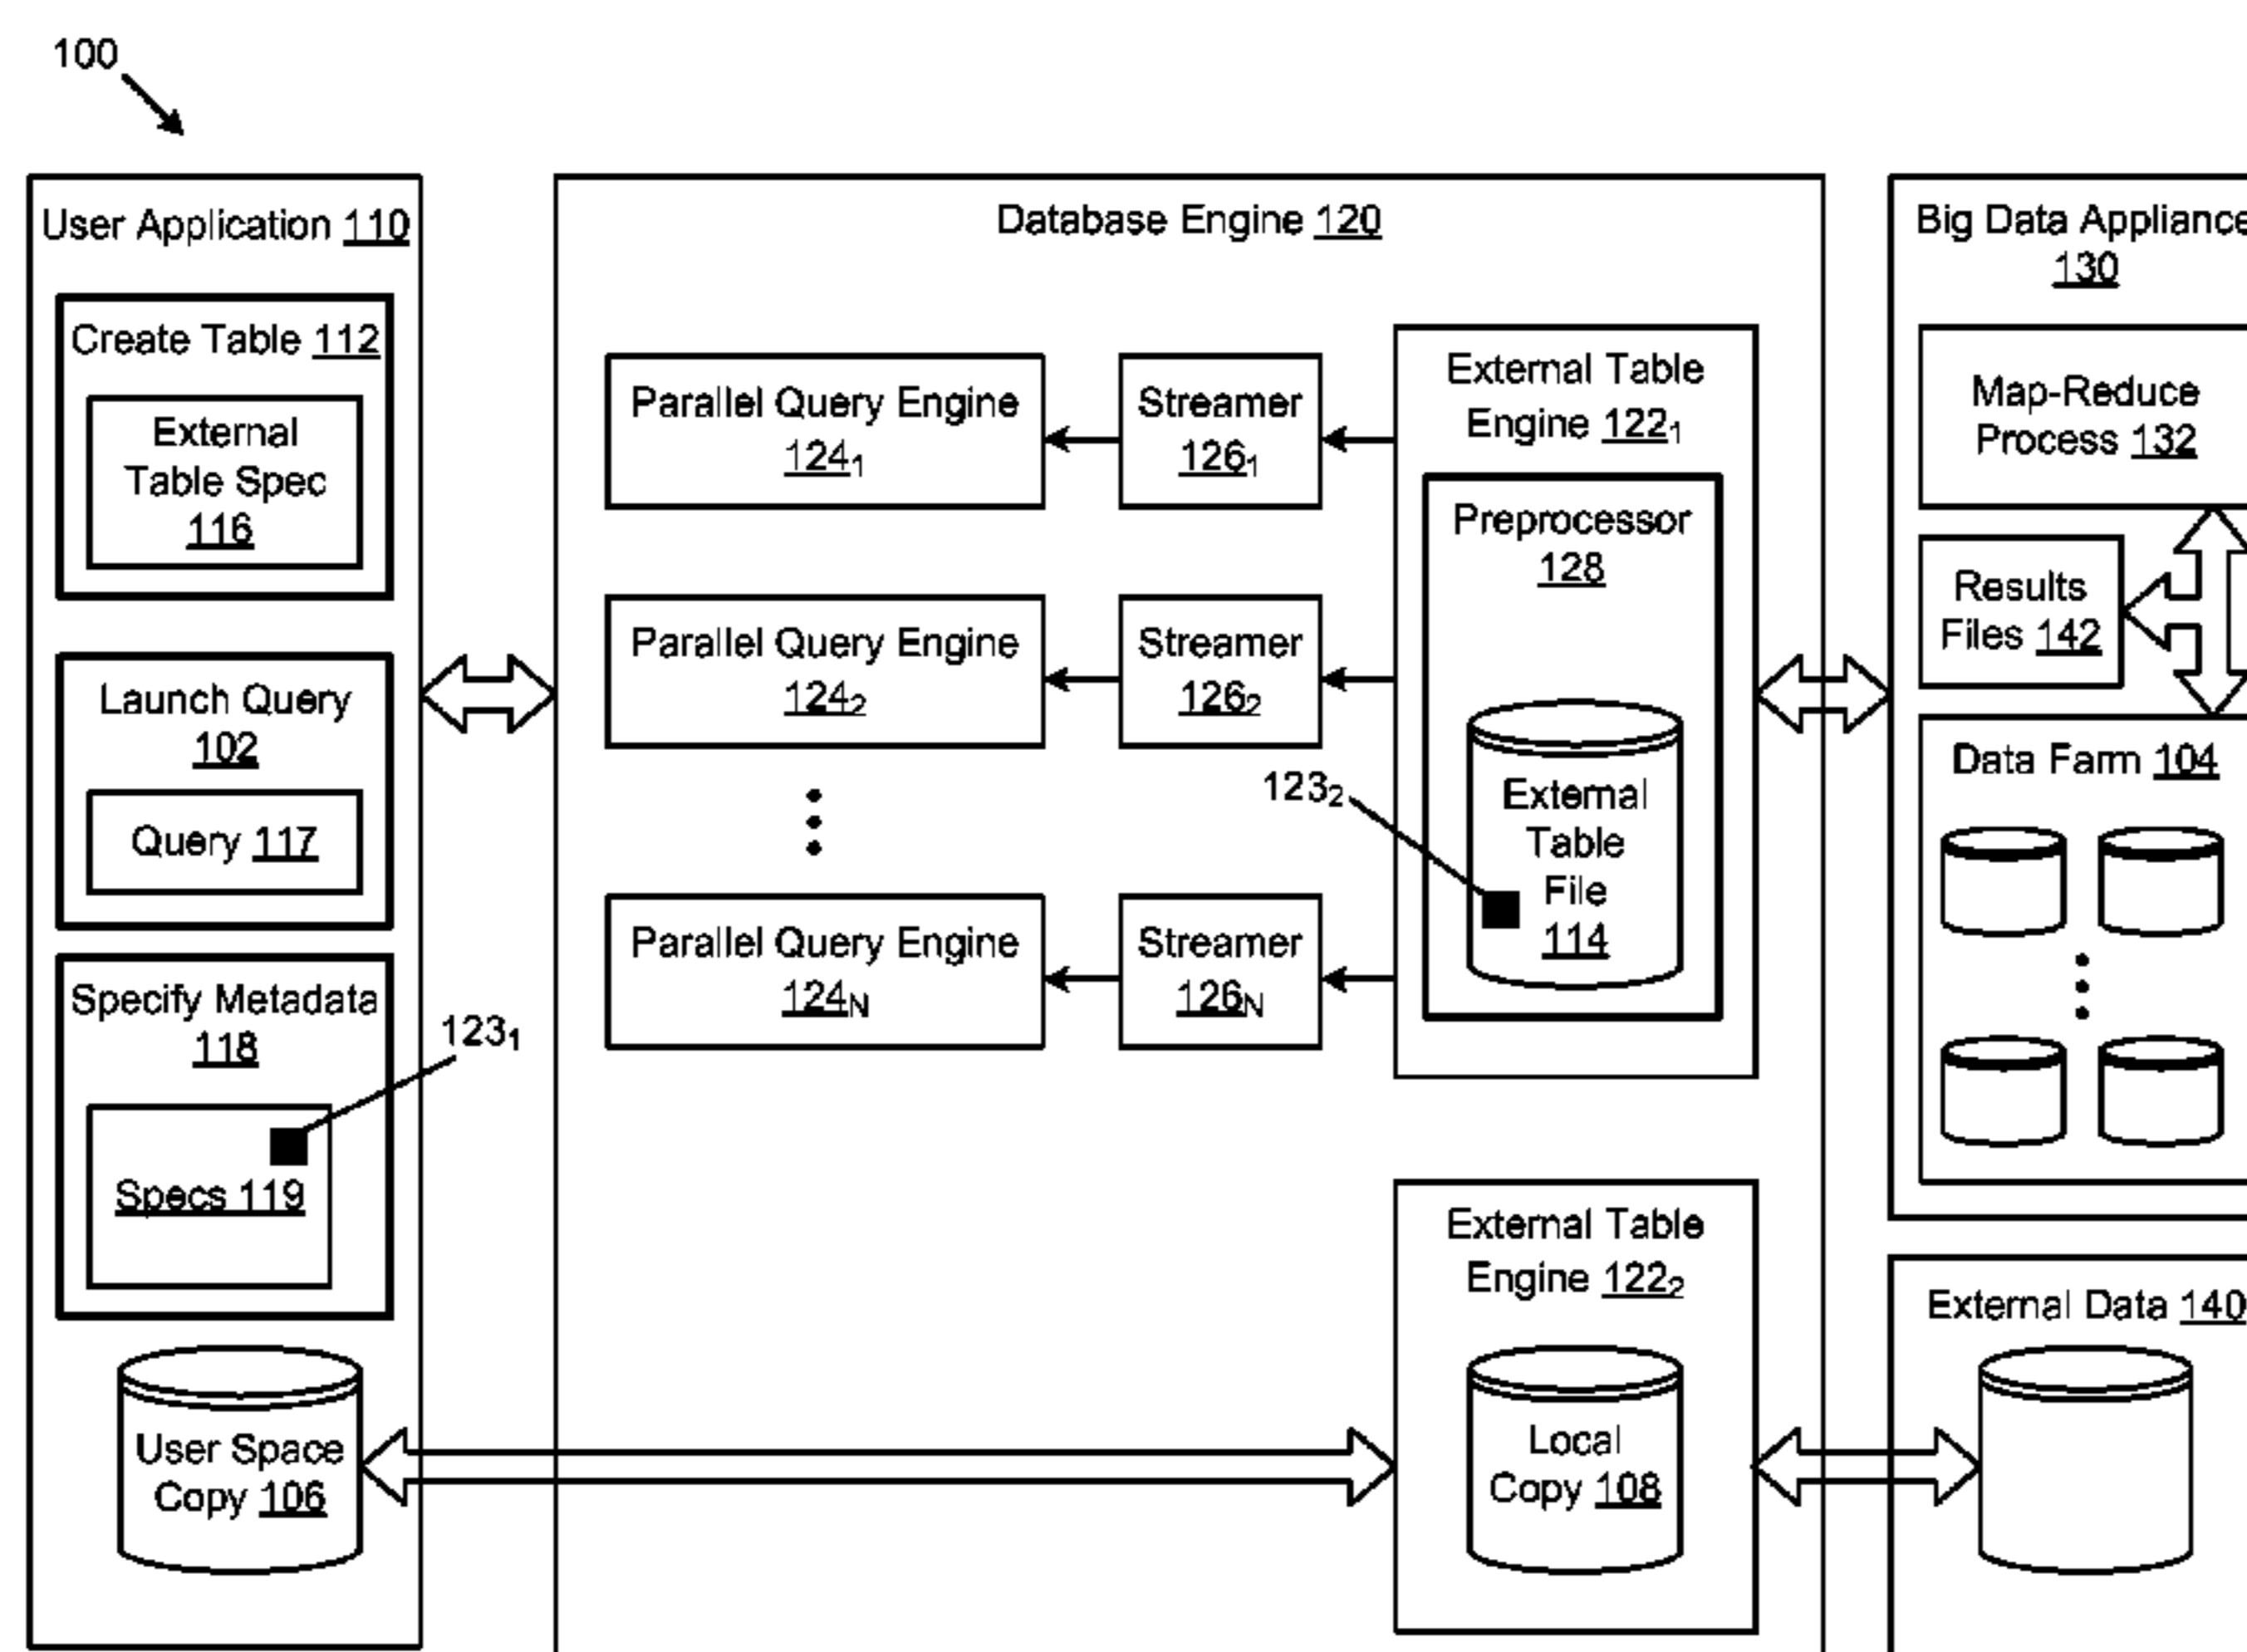 100
User Application 110
Create Table 112
External
Table Spec
116
Launch Query
102
Query 117
Specify Metadata
118
123₁
Specs 119
User Space
Copy 106
Database Engine 120
Parallel Query Engine
124₁
Streamer
126₁
Parallel Query Engine
124₂
Streamer
126₂
Parallel Query Engine
124N
Streamer
126N
External Table
Engine 122₁
Preprocessor
128
123₂
External
Table
File
114
External Table
Engine 122₂
Local
Copy 108
Big Data Appliance
130
Map-Reduce
Process 132
Results
Files 142
Data Farm 104
External Data 140